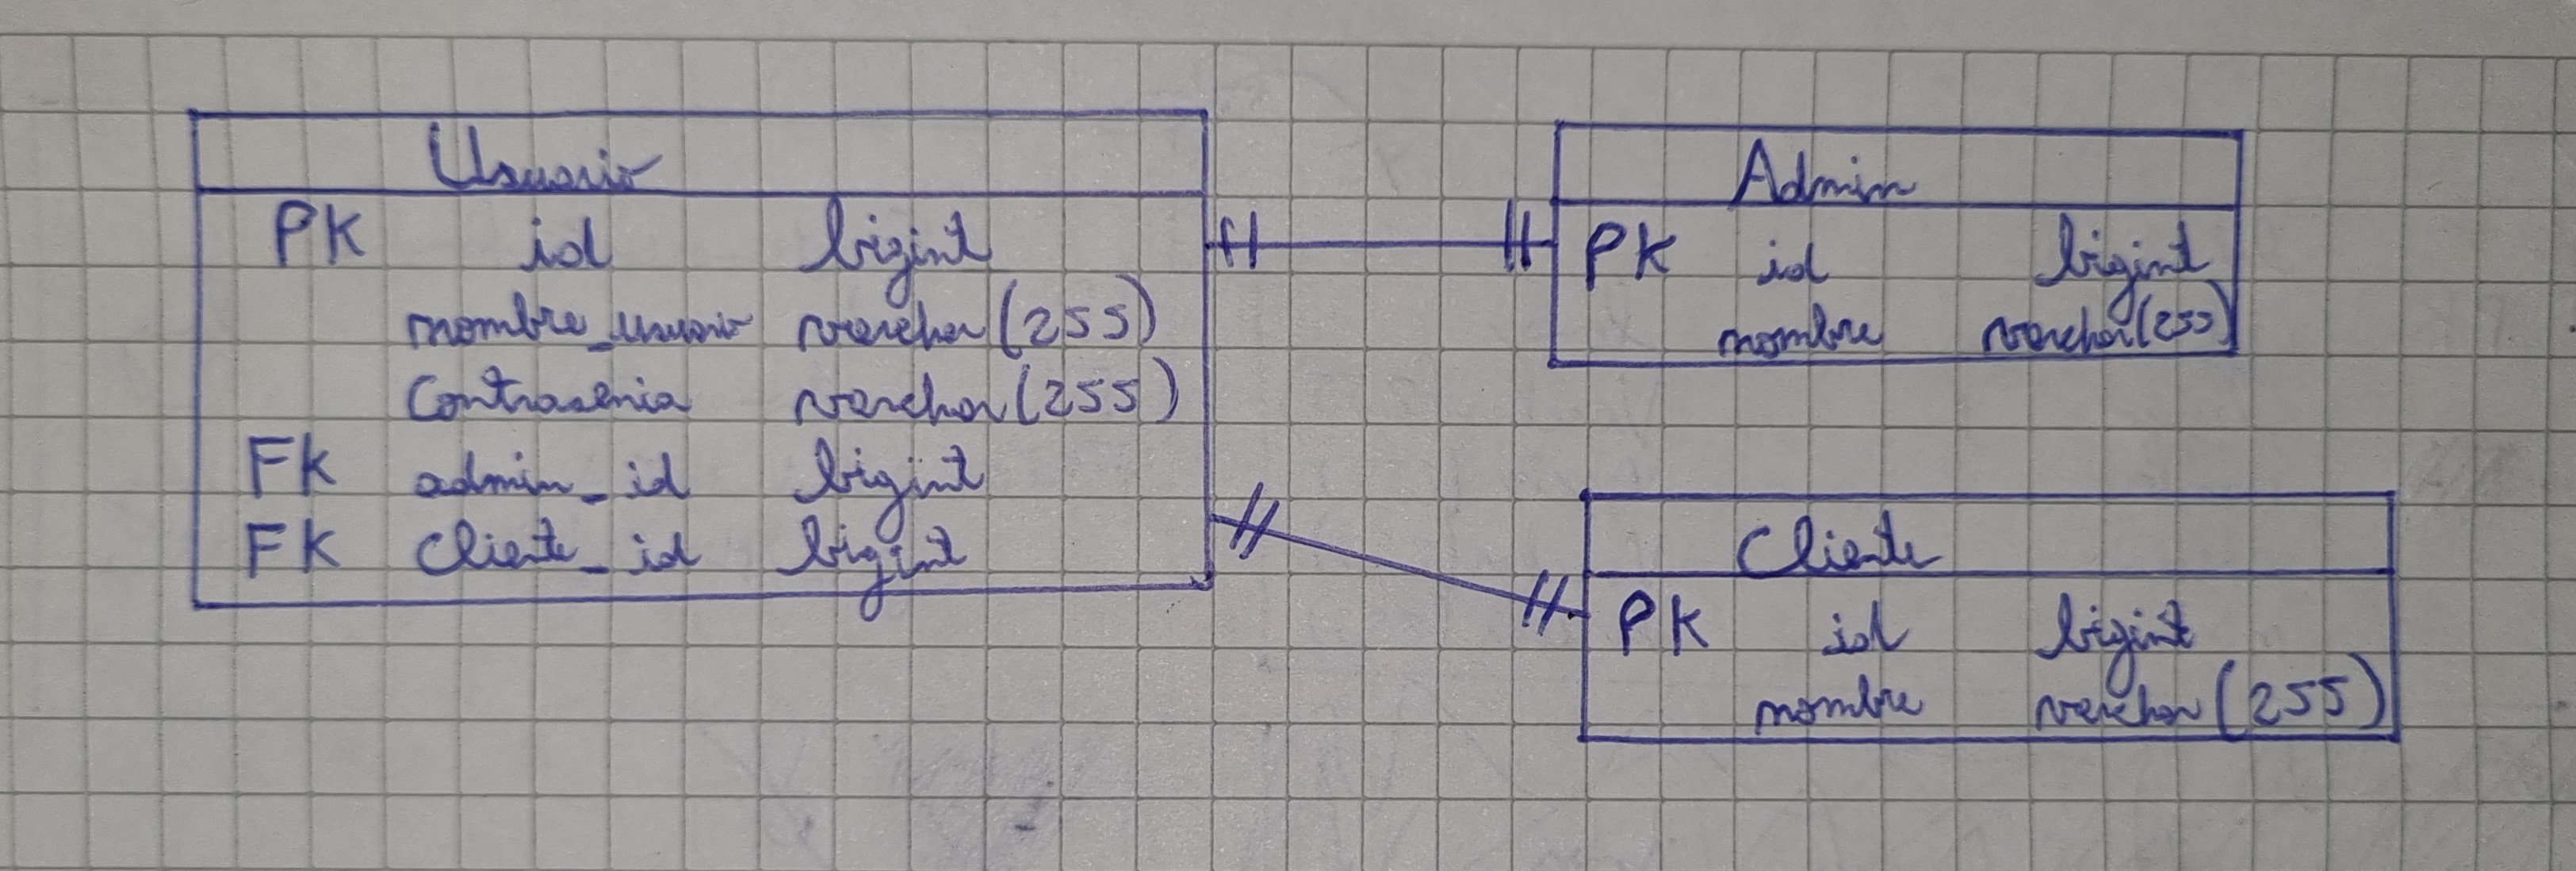 Usuario
PK id bigint
nombre_usuario varchar(255)
Contrasenia varchar(255)
FK admin_id bigint
FK Cliente_id bigint
Admin
PK id bigint
nombre varchar(255)
Cliente
PK id bigint
nombre varchar(255)